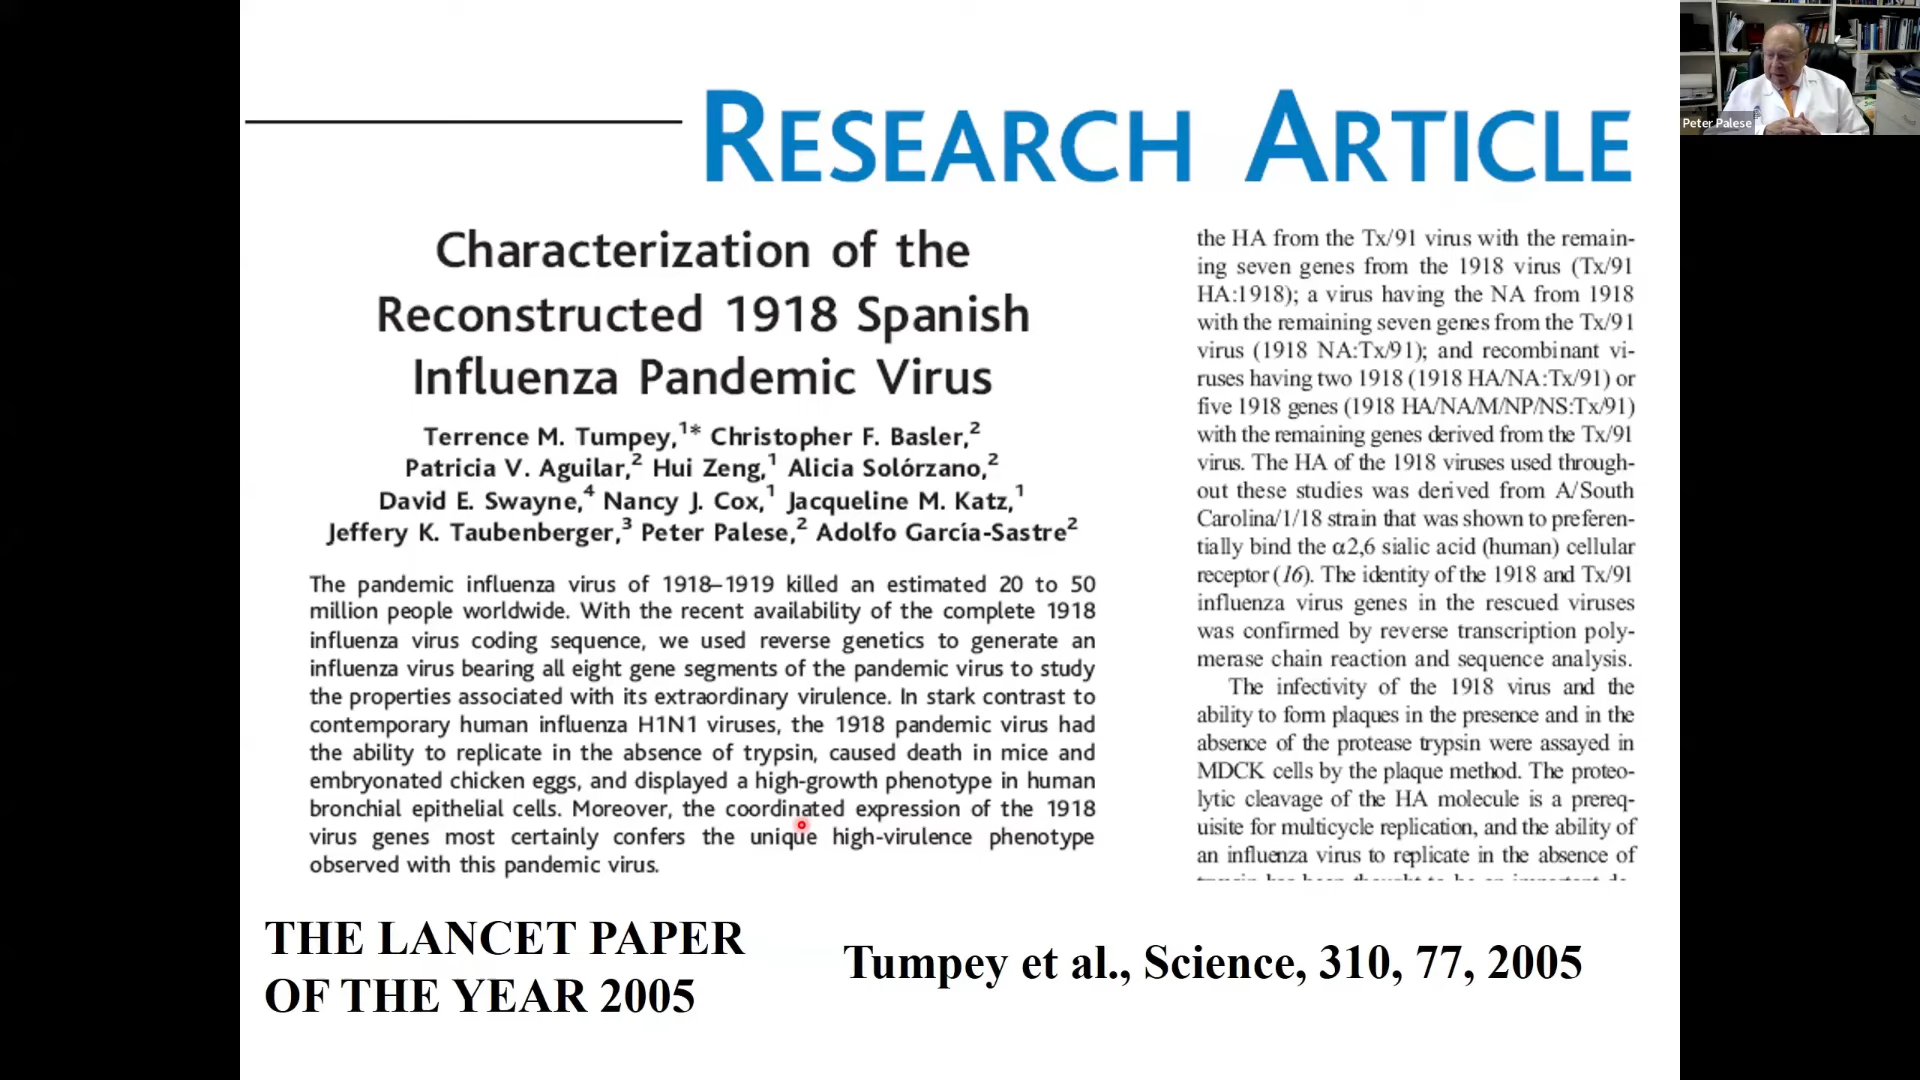 RESEARCH ARTICLE
Characterization of the
Reconstructed 1918 Spanish
Influenza Pandemic Virus
Terrence M. Tumpey,1* Christopher F. Basler,2
Patricia V. Aguilar,2 Hui Zeng,1 Alicia Solórzano,2
David E. Swayne,4 Nancy J. Cox,1 Jacqueline M. Katz,1
Jeffery K. Taubenberger,3 Peter Palese,2 Adolfo García-Sastre2
The pandemic influenza virus of 1918–1919 killed an estimated 20 to 50
million people worldwide. With the recent availability of the complete 1918
influenza virus coding sequence, we used reverse genetics to generate an
influenza virus bearing all eight gene segments of the pandemic virus to study
the properties associated with its extraordinary virulence. In stark contrast to
contemporary human influenza H1N1 viruses, the 1918 pandemic virus had
the ability to replicate in the absence of trypsin, caused death in mice and
embryonated chicken eggs, and displayed a high-growth phenotype in human
bronchial epithelial cells. Moreover, the coordinated expression of the 1918
virus genes most certainly confers the unique high-virulence phenotype
observed with this pandemic virus.
the HA from the Tx/91 virus with the remain-
ing seven genes from the 1918 virus (Tx/91
HA:1918); a virus having the NA from 1918
with the remaining seven genes from the Tx/91
virus (1918 NA:Tx/91); and recombinant vi-
ruses having two 1918 (1918 HA/NA:Tx/91) or
five 1918 genes (1918 HA/NA/M/NP/NS:Tx/91)
with the remaining genes derived from the Tx/91
virus. The HA of the 1918 viruses used through-
out these studies was derived from A/South
Carolina/1/18 strain that was shown to preferen-
tially bind the α2,6 sialic acid (human) cellular
receptor (16). The identity of the 1918 and Tx/91
influenza virus genes in the rescued viruses
was confirmed by reverse transcription poly-
merase chain reaction and sequence analysis.
The infectivity of the 1918 virus and the
ability to form plaques in the presence and in the
absence of the protease trypsin were assayed in
MDCK cells by the plaque method. The proteo-
lytic cleavage of the HA molecule is a prereq-
uisite for multicycle replication, and the ability of
an influenza virus to replicate in the absence of
THE LANCET PAPER
OF THE YEAR 2005
Tumpey et al., Science, 310, 77, 2005
Peter Palese